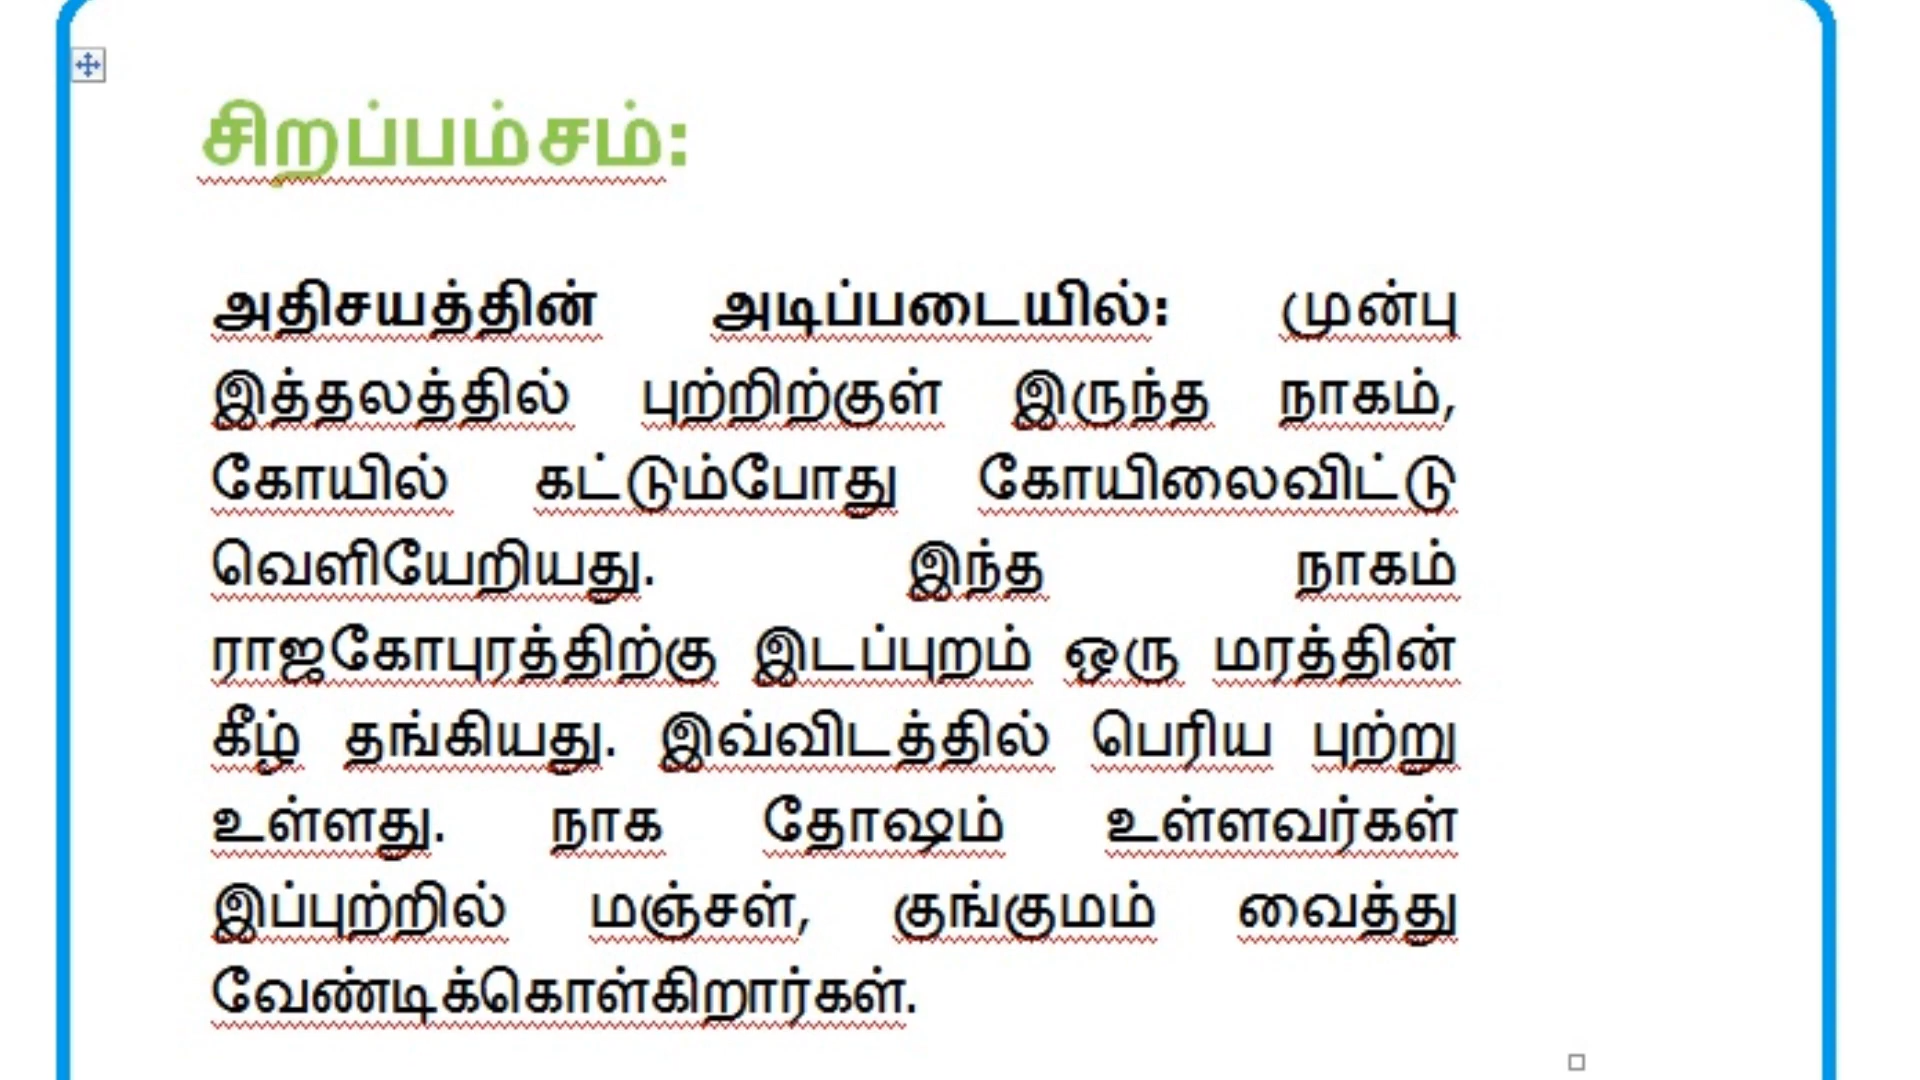 சிறப்பம்சம்:
அதிசயத்தின் அடிப்படையில்: முன்பு
இத்தலத்தில் புற்றிற்குள் இருந்த நாகம்,
கோயில் கட்டும்போது கோயிலைவிட்டு
வெளியேறியது. இந்த நாகம்
ராஜகோபுரத்திற்கு இடப்புறம் ஒரு மரத்தின்
கீழ் தங்கியது. இவ்விடத்தில் பெரிய புற்று
உள்ளது. நாக தோஷம் உள்ளவர்கள்
இப்புற்றில் மஞ்சள், குங்குமம் வைத்து
வேண்டிக்கொள்கிறார்கள்.